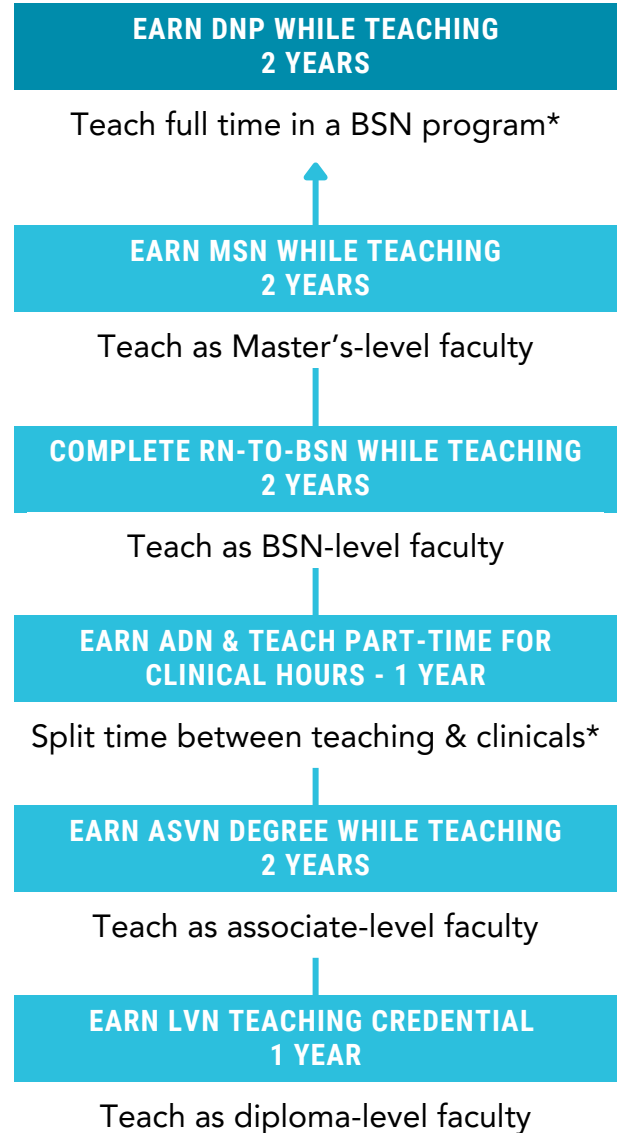 EARN DNP WHILE TEACHING
2 YEARS
Teach full time in a BSN program*
EARN MSN WHILE TEACHING
2 YEARS
Teach as Master's-level faculty
COMPLETE RN-TO-BSN WHILE TEACHING
2 YEARS
Teach as BSN-level faculty
EARN ADN & TEACH PART-TIME FOR
CLINICAL HOURS - 1 YEAR
Split time between teaching & clinicals*
EARN ASVN DEGREE WHILE TEACHING
2 YEARS
Teach as associate-level faculty
EARN LVN TEACHING CREDENTIAL
1 YEAR
Teach as diploma-level faculty